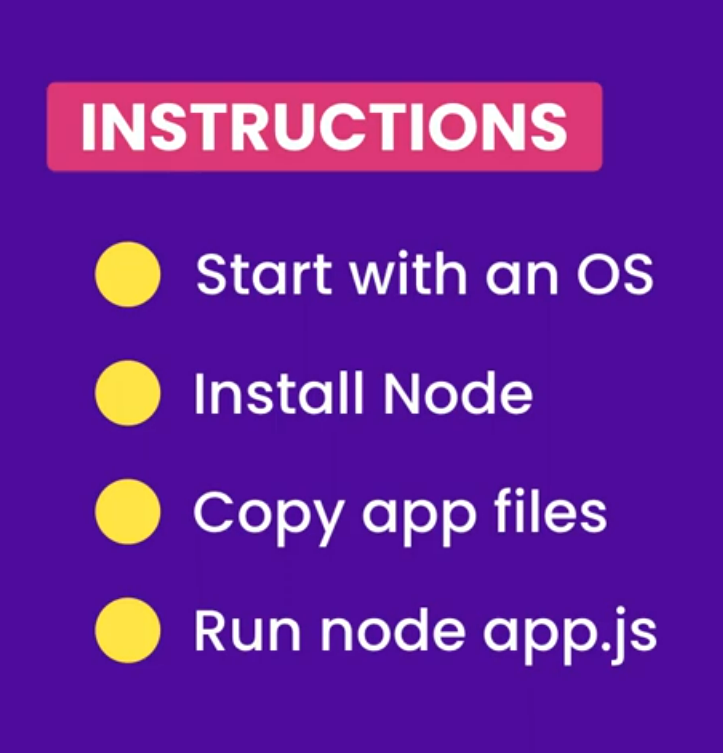 INSTRUCTIONS
Start with an OS
Install Node
Copy app files
Run node app.js